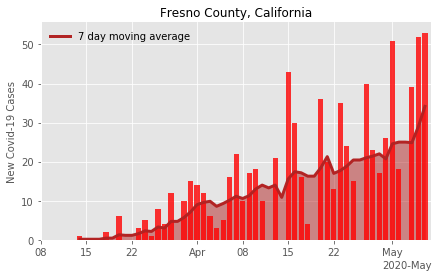 Fresno County, California
7 day moving average
New Covid-19 Cases
50
40
30
20
10
0
08 15 22 Apr 08 15 22 May
2020-May